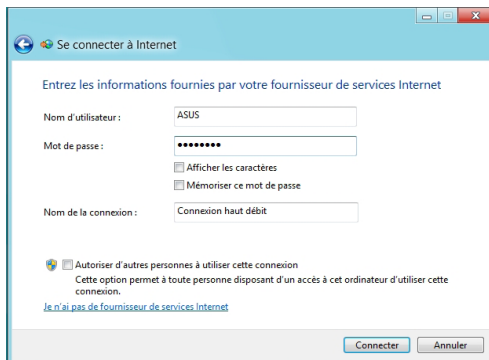 Se connecter à Internet
Entrez les informations fournies par votre fournisseur de services Internet
Nom d'utilisateur :
ASUS
Mot de passe :
••••••••
Afficher les caractères
Mémoriser ce mot de passe
Nom de la connexion :
Connexion haut débit
Autoriser d'autres personnes à utiliser cette connexion
Cette option permet à toute personne disposant d'un accès à cet ordinateur d'utiliser cette
connexion.
Je n'ai pas de fournisseur de services Internet
Connecter
Annuler